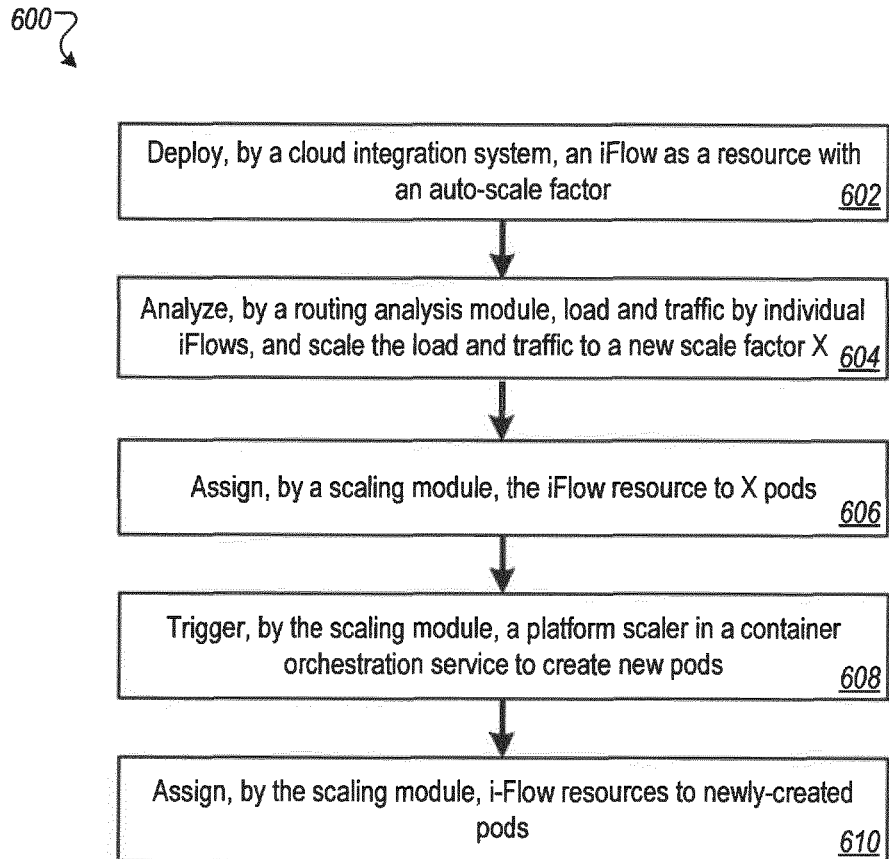 600
Deploy, by a cloud integration system, an iFlow as a resource with
an auto-scale factor
602
Analyze, by a routing analysis module, load and traffic by individual
iFlows, and scale the load and traffic to a new scale factor X
604
Assign, by a scaling module, the iFlow resource to X pods
606
Trigger, by the scaling module, a platform scaler in a container
orchestration service to create new pods
608
Assign, by the scaling module, i-Flow resources to newly-created
pods
610